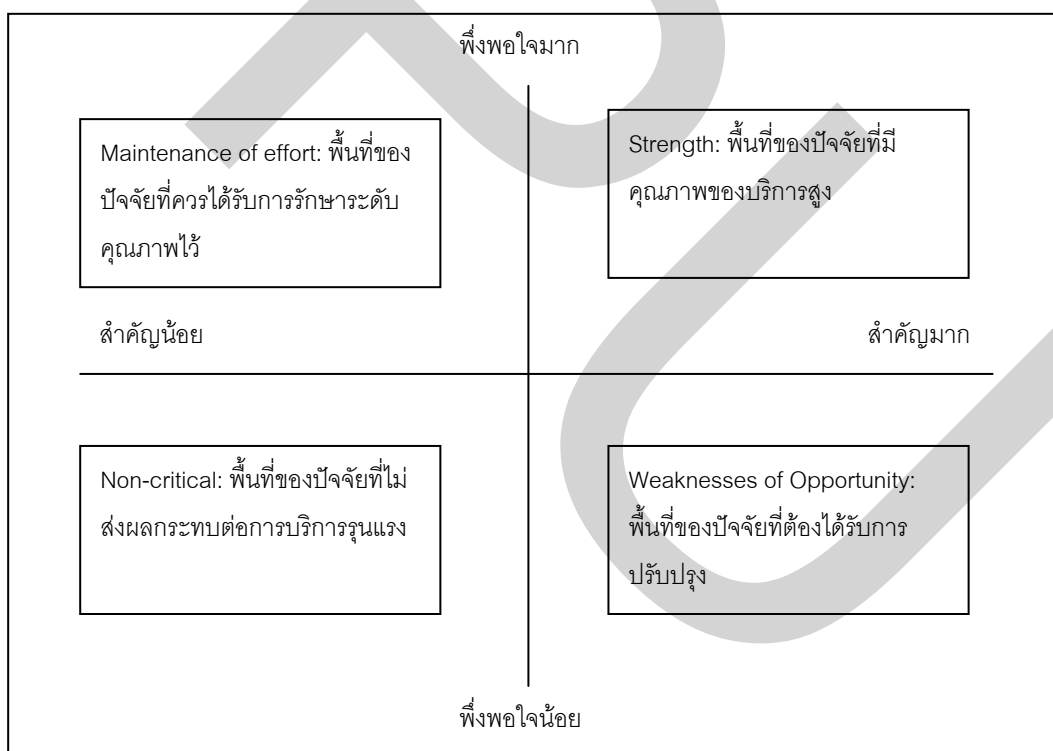 พึ่งพอใจมาก
Maintenance of effort: พื้นที่ของ
ปัจจัยที่ควรได้รับการรักษาระดับ
คุณภาพไว้
Strength: พื้นที่ของปัจจัยที่มี
คุณภาพของบริการสูง
สำคัญน้อย
สำคัญมาก
Non-critical: พื้นที่ของปัจจัยที่ไม่
ส่งผลกระทบต่อการบริการรุนแรง
Weaknesses of Opportunity:
พื้นที่ของปัจจัยที่ต้องได้รับการ
ปรับปรุง
พึ่งพอใจน้อย